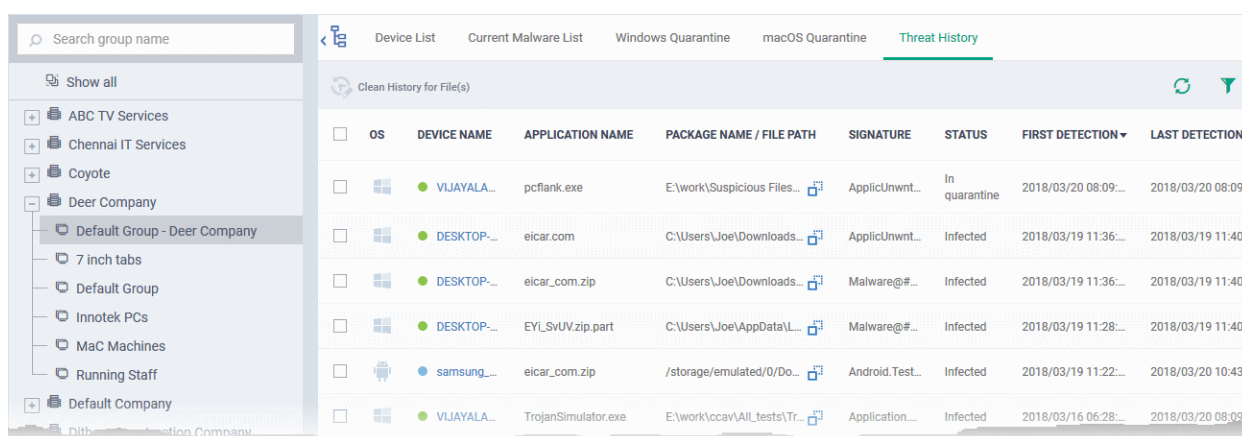 Search group name
Show all
ABC TV Services
Chennai IT Services
Coyote
Deer Company
Default Group - Deer Company
7 inch tabs
Default Group
Innotek PCs
MaC Machines
Running Staff
Default Company
Device List Current Malware List Windows Quarantine macOS Quarantine Threat History
Clean History for File(s)
OS DEVICE NAME APPLICATION NAME PACKAGE NAME / FILE PATH SIGNATURE STATUS FIRST DETECTION LAST DETECTION
VIJAYALA... pcflank.exe E:\work\Suspicious Files... ApplicUnwnt... In quarantine 2018/03/20 08:09:... 2018/03/20 08:09
DESKTOP-... eicar.com C:\Users\Joe\Downloads... ApplicUnwnt... Infected 2018/03/19 11:36:... 2018/03/19 11:40
DESKTOP-... eicar_com.zip C:\Users\Joe\Downloads... Malware@#... Infected 2018/03/19 11:36:... 2018/03/19 11:40
DESKTOP-... EYi_SvUV.zip.part C:\Users\Joe\AppData\L... Malware@#... Infected 2018/03/19 11:28:... 2018/03/19 11:40
samsung_... eicar_com.zip /storage/emulated/0/Do... Android.Test... Infected 2018/03/19 11:22:... 2018/03/20 10:43
VIJAYALA... TrojanSimulator.exe E:\work\ccav\All_tests\Tr... Application.... Infected 2018/03/16 06:28:... 2018/03/20 08:09